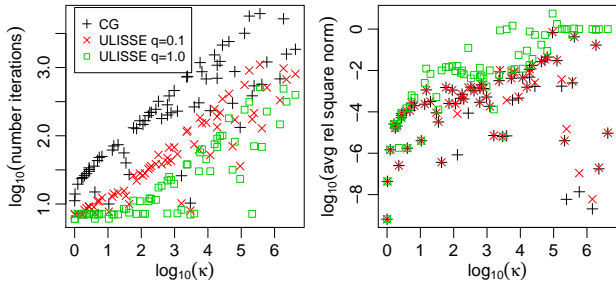 CG
ULISSE q=0.1
ULISSE q=1.0
log10(number iterations)
3.0
2.0
1.0
0 1 2 3 4 5 6
log10(κ)
log10(avg rel square norm)
0
-2
-4
-6
-8
0 1 2 3 4 5 6
log10(κ)